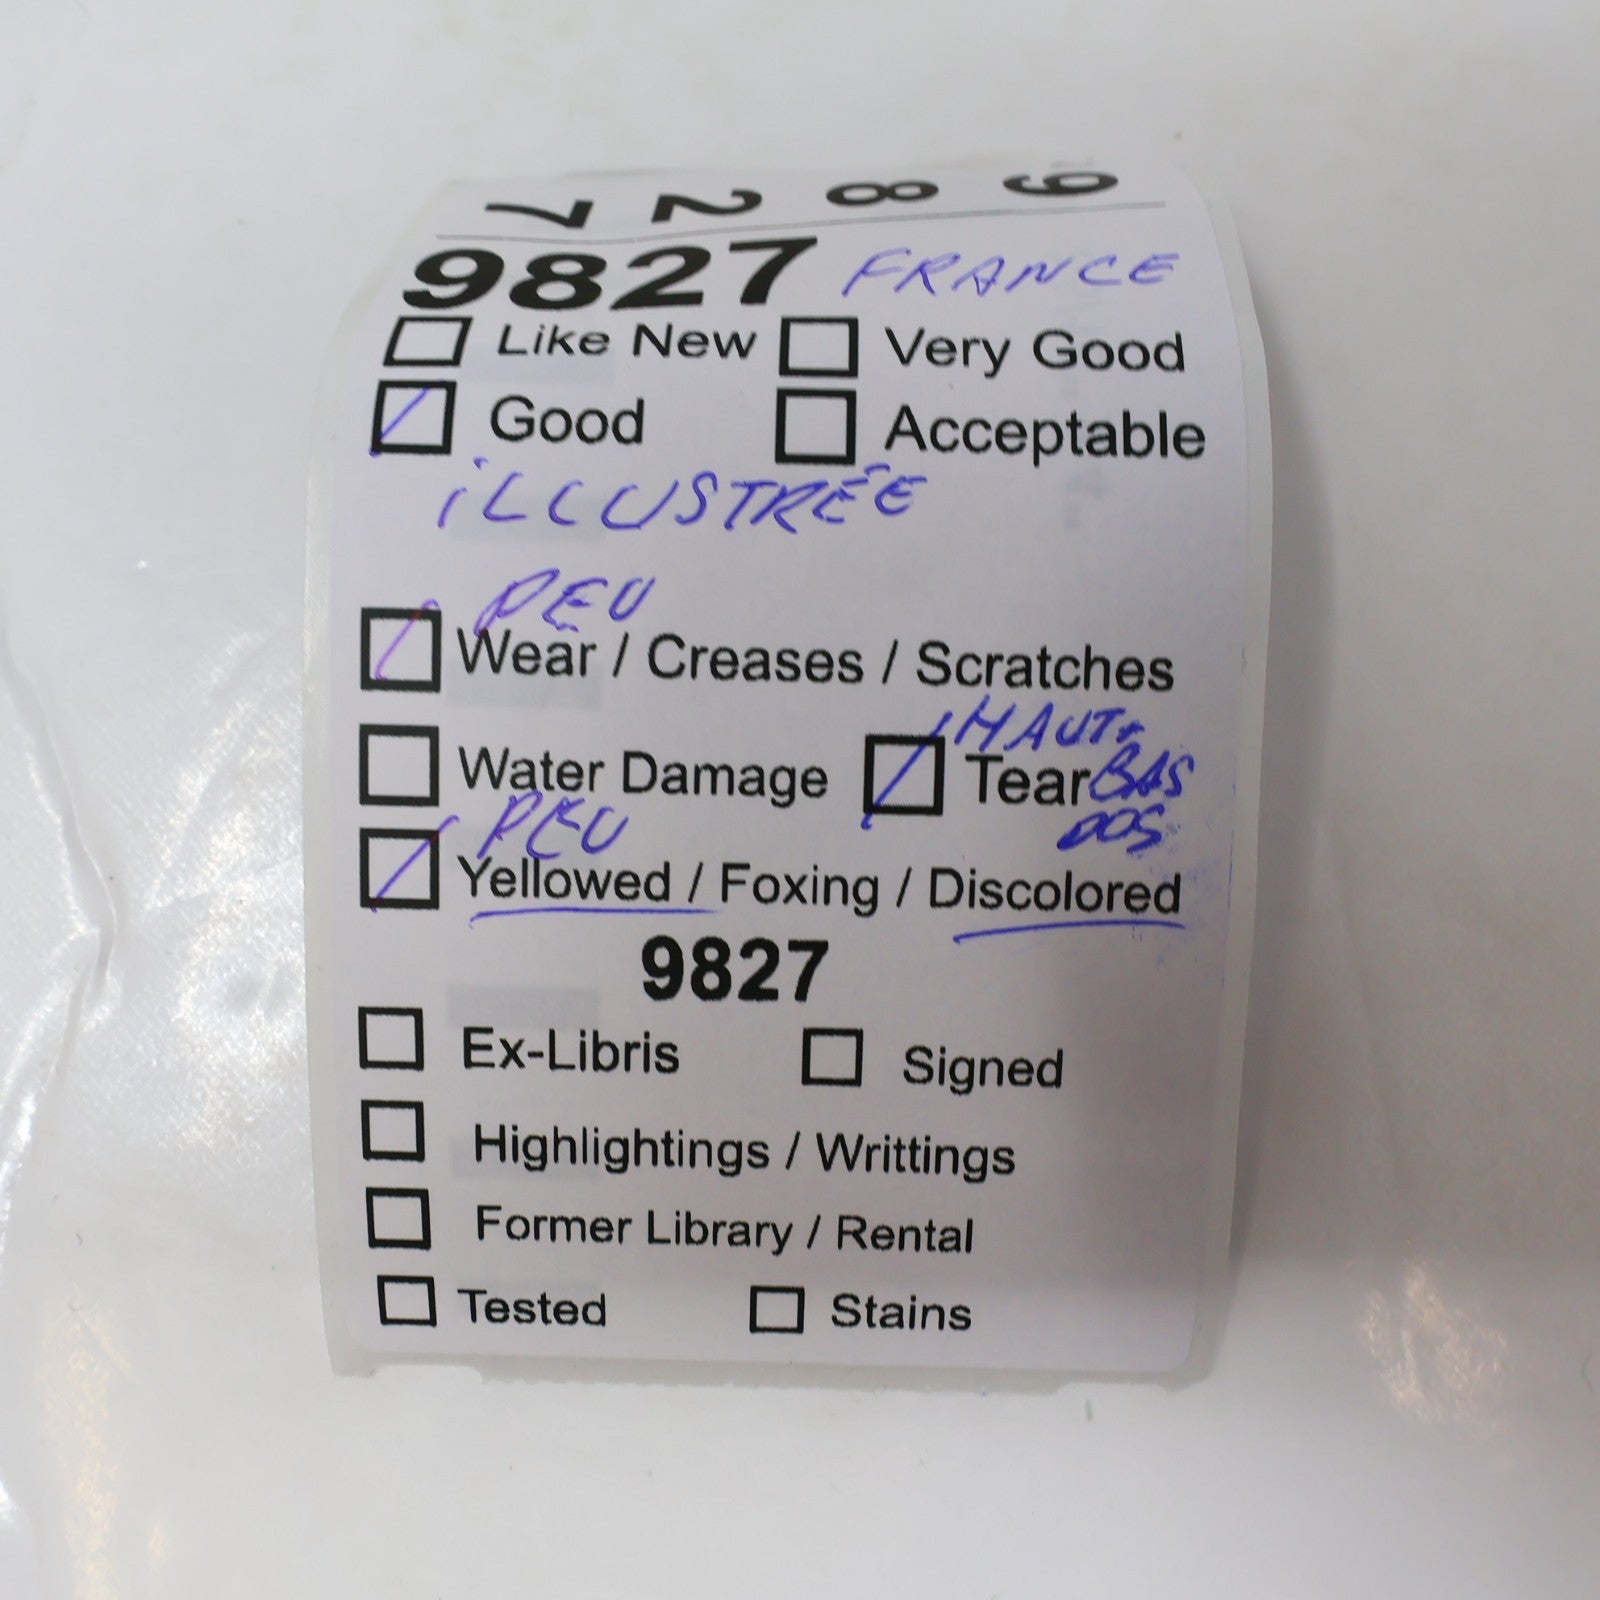 9827
9827 FRANCE
Like New Very Good
Good Acceptable
iLLUSTRÉE
PEU
Wear / Creases / Scratches
HAUT+
Water Damage Tear BAS
PEU DOS
Yellowed / Foxing / Discolored
9827
Ex-Libris Signed
Highlightings / Writtings
Former Library / Rental
Tested Stains